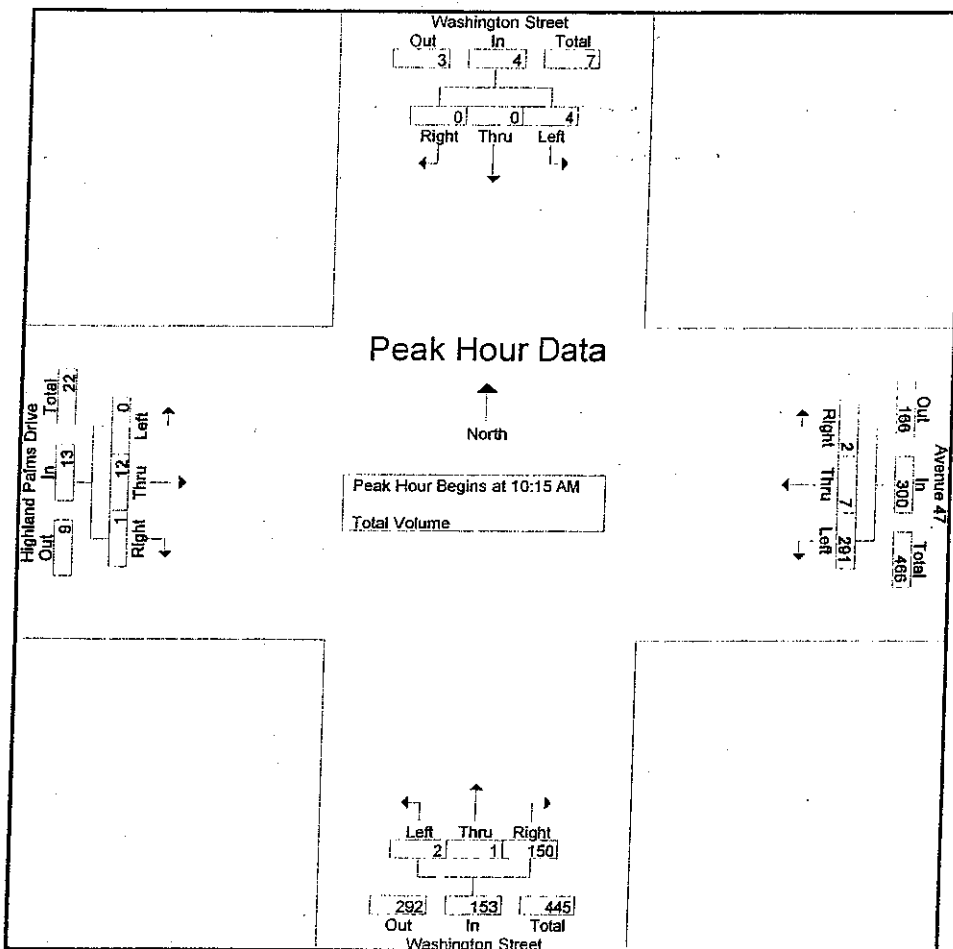 Washington Street
Out In Total
3 4 7
0 0 4
Right Thru Left
Peak Hour Data
North
Peak Hour Begins at 10:15 AM
Total Volume
Highland Palms Drive
Out In Total
9 13 22
0 12 1
Left Thru Right
Avenue 47
Out In Total
166 300 466
2 7 291
Right Thru Left
Left Thru Right
2 1 150
292 153 445
Out In Total
Washington Street